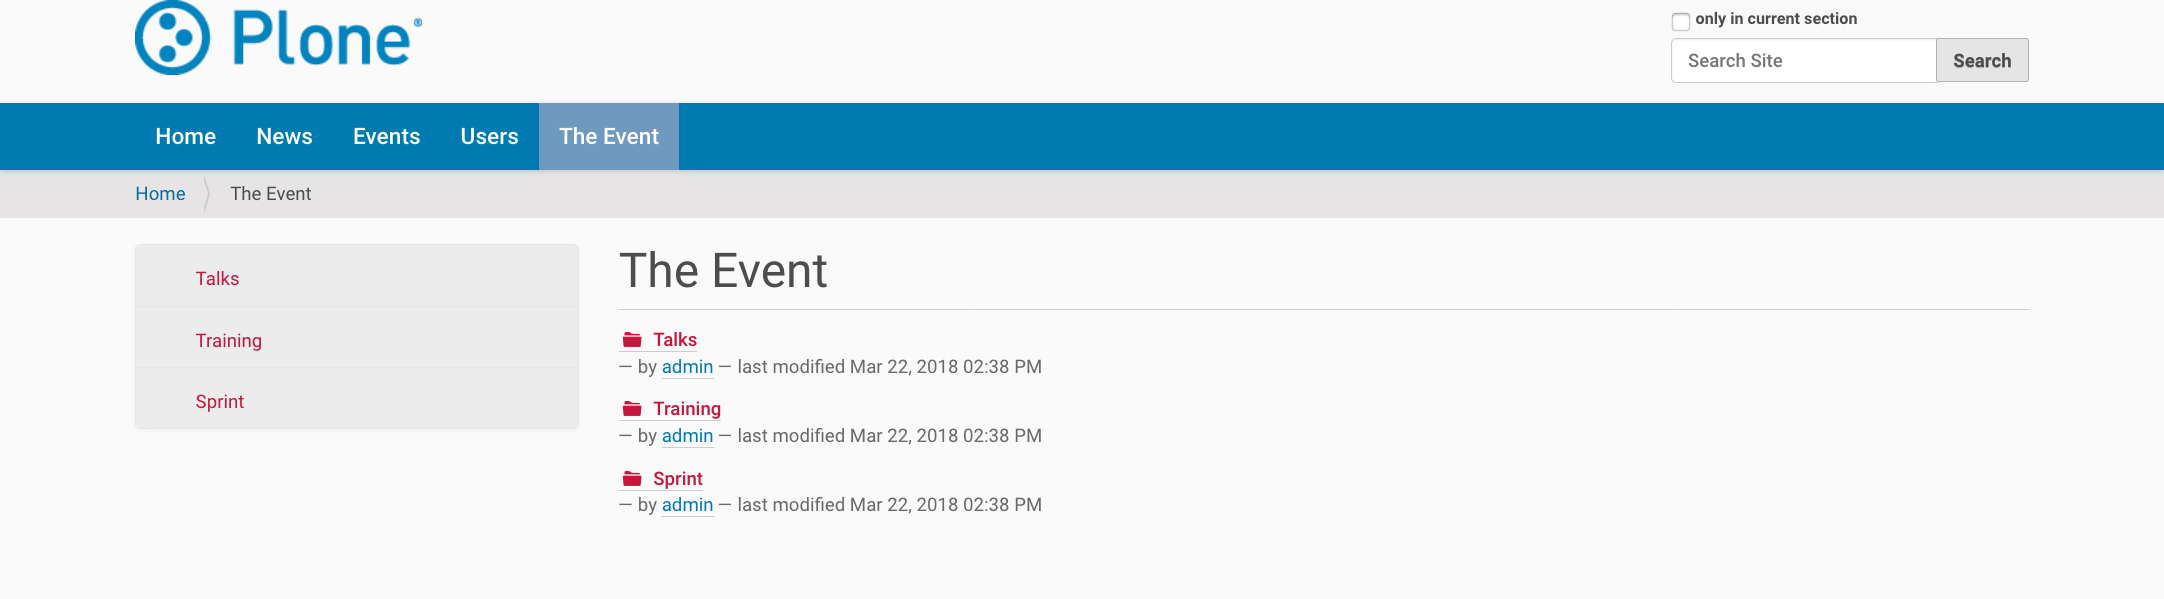 Plone®
only in current section
Search Site Search
Home News Events Users The Event
Home The Event
Talks
Training
Sprint
The Event
Talks
— by admin — last modified Mar 22, 2018 02:38 PM
Training
— by admin — last modified Mar 22, 2018 02:38 PM
Sprint
— by admin — last modified Mar 22, 2018 02:38 PM